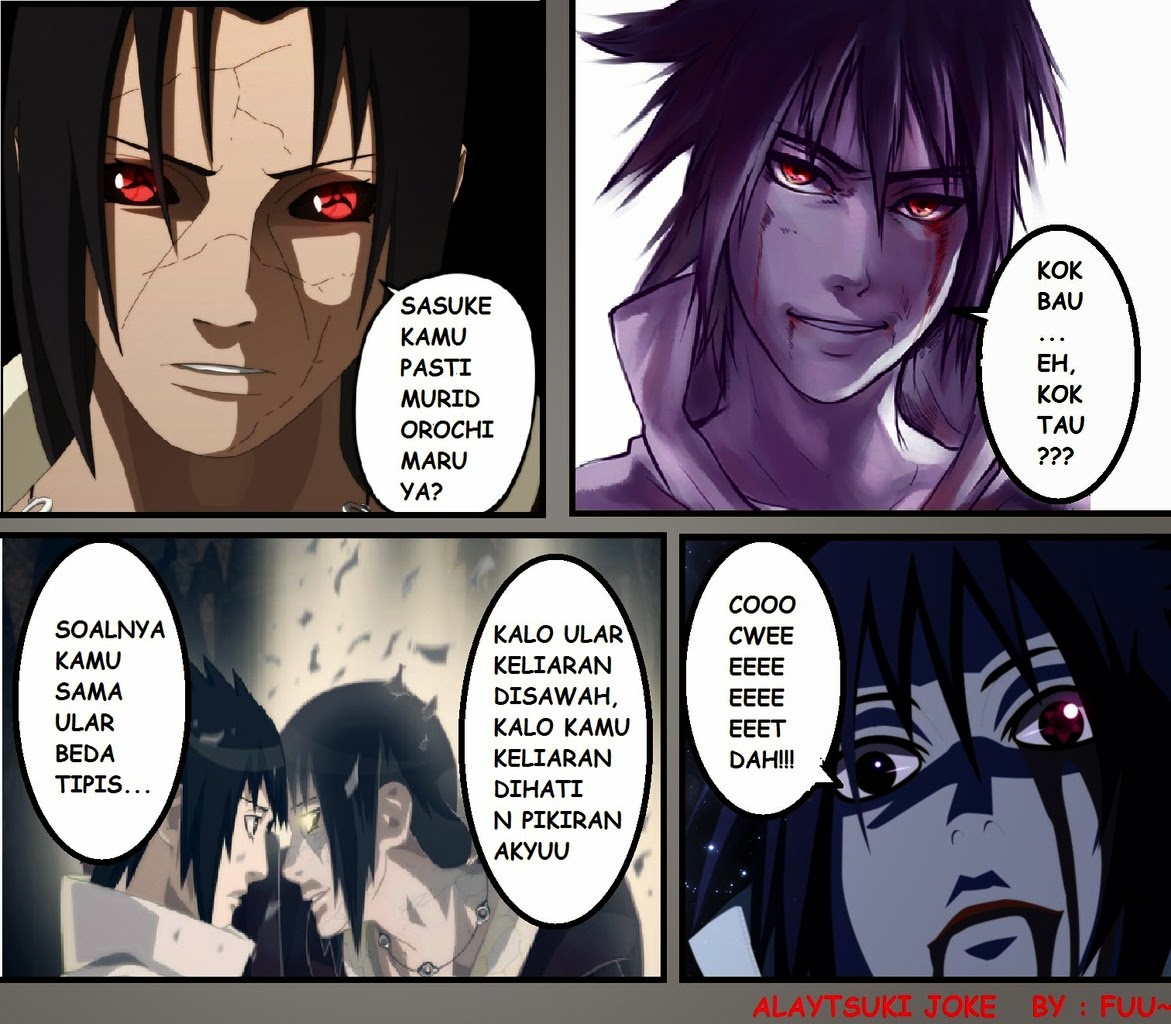 SASUKE
KAMU
PASTI
MURID
OROCHI
MARU
YA?
KOK
BAU
...
EH,
KOK
TAU
???
SOALNYA
KAMU
SAMA
ULAR
BEDA
TIPIS...
KALO ULAR
KELIARAN
DISAWAH,
KALO KAMU
KELIARAN
DIHATI
N PIKIRAN
AKYUU
COOO
CWEE
EEEE
EEEE
EEET
DAH!!!
ALAYTSUKI JOKE BY : FUU~